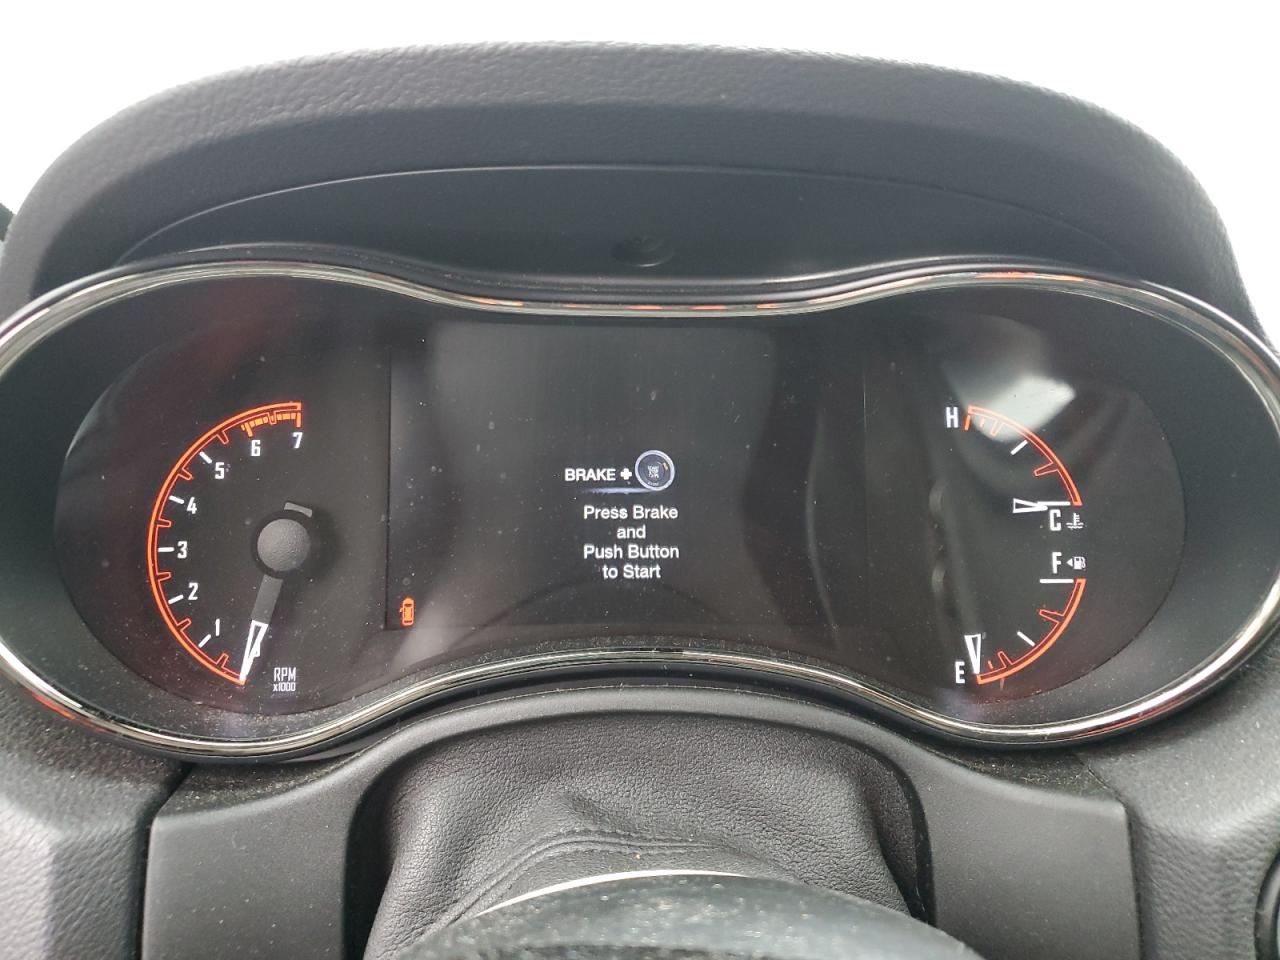 7
6
5
4
3
2
1
RPM
x1000
BRAKE +
Press Brake
and
Push Button
to Start
H
C
F
E